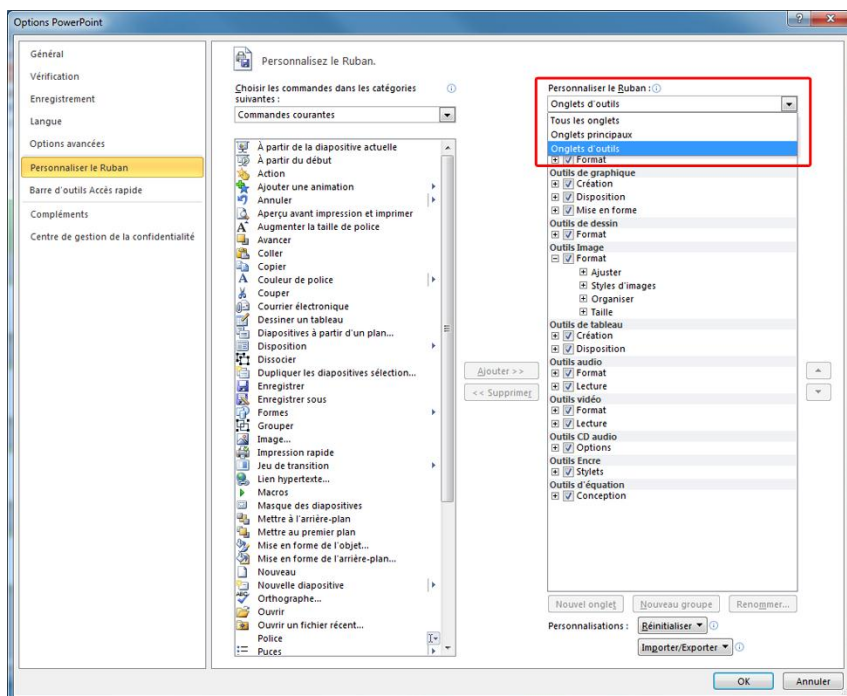 Options PowerPoint
Général
Vérification
Enregistrement
Langue
Options avancées
Personnaliser le Ruban
Barre d'outils Accès rapide
Compléments
Centre de gestion de la confidentialité
Personnalisez le Ruban.
Choisir les commandes dans les catégories
suivantes :
Commandes courantes
À partir de la diapositive actuelle
À partir du début
Action
Ajouter une animation
Annuler
Aperçu avant impression et imprimer
Augmenter la taille de police
Avancer
Coller
Copier
Couleur de police
Couper
Courrier électronique
Dessiner un tableau
Diapositives à partir d'un plan...
Disposition
Dissocier
Dupliquer les diapositives sélection...
Enregistrer
Enregistrer sous
Formes
Grouper
Image...
Impression rapide
Jeu de transition
Lien hypertexte...
Macros
Masque des diapositives
Mettre à l'arrière-plan
Mettre au premier plan
Mise en forme de l'objet...
Mise en forme de l'arrière-plan...
Nouveau
Nouvelle diapositive
Orthographe...
Ouvrir
Ouvrir un fichier récent...
Police
Puces
Ajouter >>
<< Supprimer
Personnaliser le Ruban :
Onglets d'outils
Tous les onglets
Onglets principaux
Onglets d'outils
Format
Outils de graphique
Création
Disposition
Mise en forme
Outils de dessin
Format
Outils Image
Format
Ajuster
Styles d'images
Organiser
Taille
Outils de tableau
Création
Disposition
Outils audio
Format
Lecture
Outils vidéo
Format
Lecture
Outils CD audio
Options
Outils Encre
Stylets
Outils d'équation
Conception
Nouvel onglet
Nouveau groupe
Renommer...
Personnalisations :
Réinitialiser
Importer/Exporter
OK
Annuler